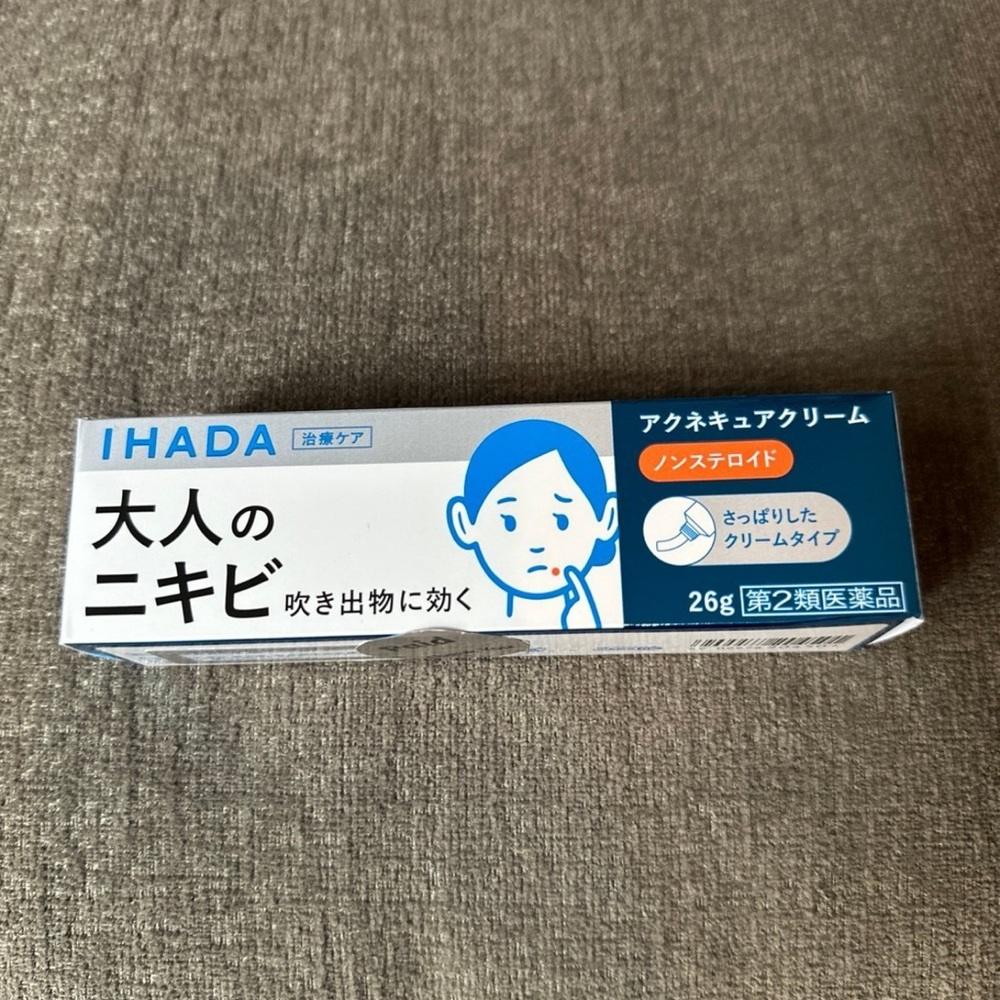 IHADA 治療ケア
大人の
ニキビ 吹き出物に効く
アクネキュアクリーム
ノンステロイド
さっぱりした
クリームタイプ
26g 第2類医薬品